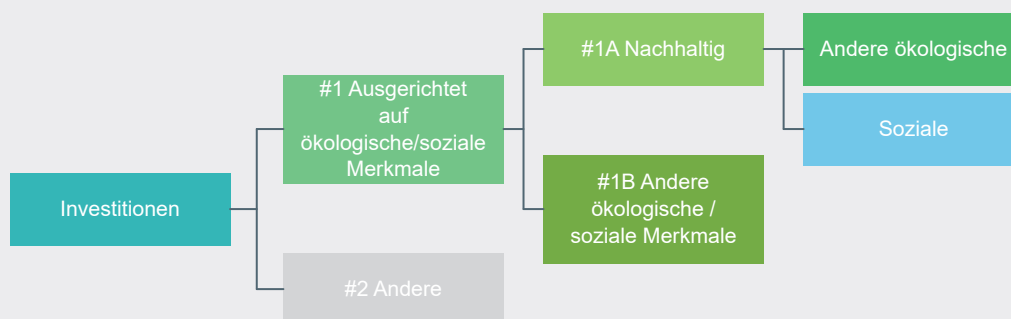 Investitionen
#1 Ausgerichtet
auf
ökologische/soziale
Merkmale
#2 Andere
#1A Nachhaltig
#1B Andere
ökologische /
soziale Merkmale
Andere ökologische
Soziale